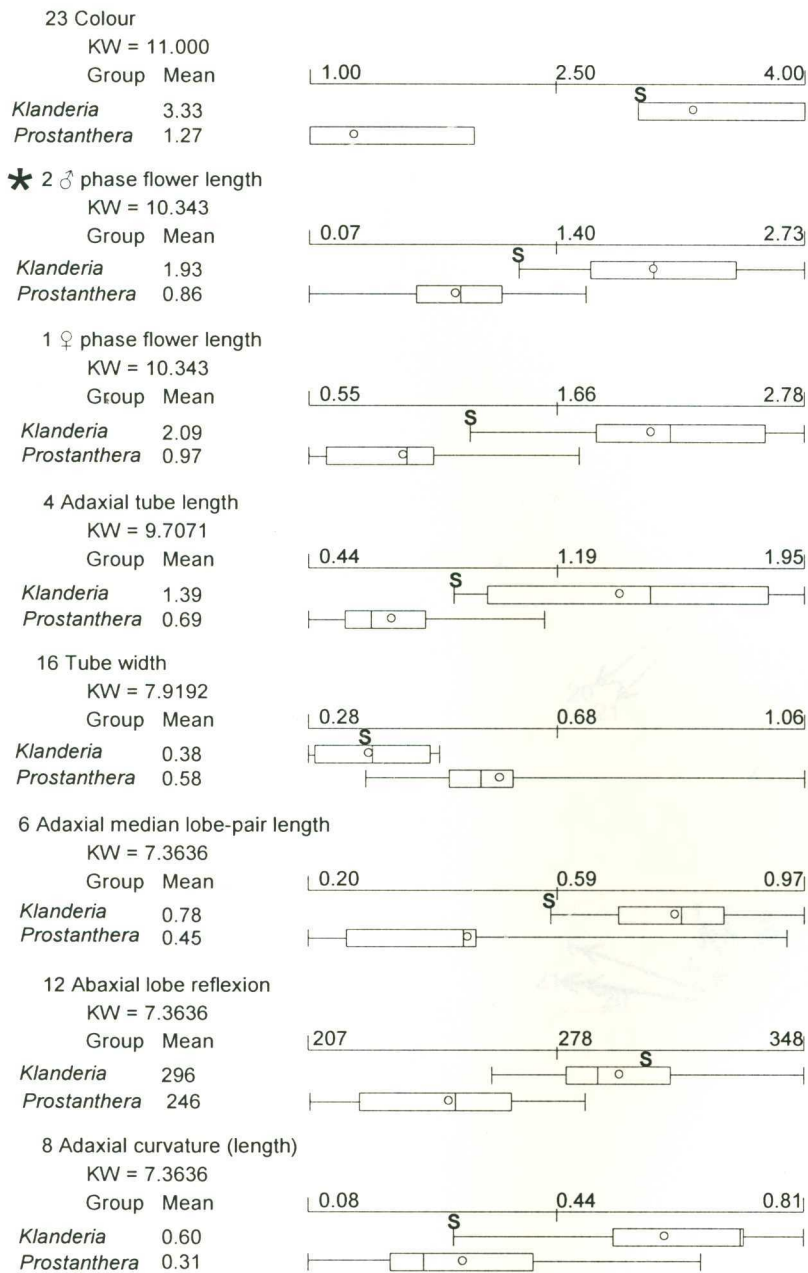 23 Colour
KW = 11.000
Group Mean 1.00 2.50 4.00
S
Klanderia 3.33
Prostanthera 1.27
* 2 ♂ phase flower length
KW = 10.343
Group Mean 0.07 1.40 2.73
S
Klanderia 1.93
Prostanthera 0.86
1 ♀ phase flower length
KW = 10.343
Group Mean 0.55 1.66 2.78
S
Klanderia 2.09
Prostanthera 0.97
4 Adaxial tube length
KW = 9.7071
Group Mean 0.44 1.19 1.95
S
Klanderia 1.39
Prostanthera 0.69
16 Tube width
KW = 7.9192
Group Mean 0.28 0.68 1.06
S
Klanderia 0.38
Prostanthera 0.58
6 Adaxial median lobe-pair length
KW = 7.3636
Group Mean 0.20 0.59 0.97
S
Klanderia 0.78
Prostanthera 0.45
12 Abaxial lobe reflexion
KW = 7.3636
Group Mean 207 278 348
S
Klanderia 296
Prostanthera 246
8 Adaxial curvature (length)
KW = 7.3636
Group Mean 0.08 0.44 0.81
S
Klanderia 0.60
Prostanthera 0.31